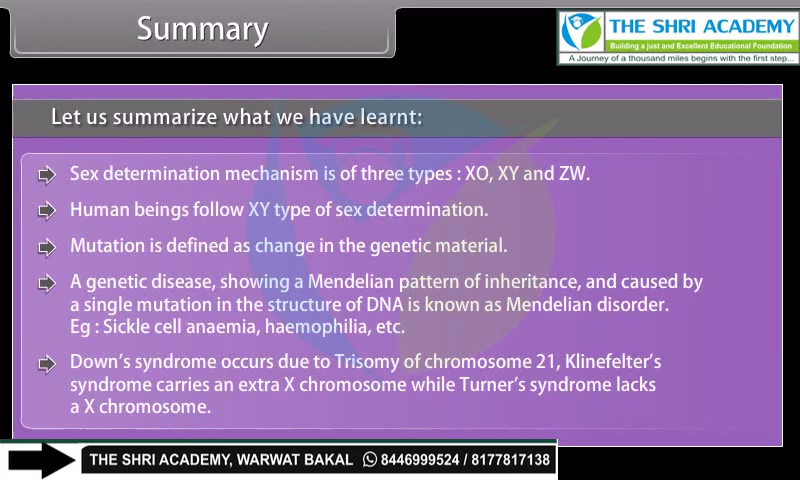 Summary
THE SHRI ACADEMY
Building a just and Excellent Educational Foundation
A Journey of a thousand miles begins with the first step...
Let us summarize what we have learnt:
Sex determination mechanism is of three types : XO, XY and ZW.
Human beings follow XY type of sex determination.
Mutation is defined as change in the genetic material.
A genetic disease, showing a Mendelian pattern of inheritance, and caused by
a single mutation in the structure of DNA is known as Mendelian disorder.
Eg : Sickle cell anaemia, haemophilia, etc.
Down's syndrome occurs due to Trisomy of chromosome 21, Klinefelter's
syndrome carries an extra X chromosome while Turner's syndrome lacks
a X chromosome.
THE SHRI ACADEMY, WARWAT BAKAL 8446999524 / 8177817138